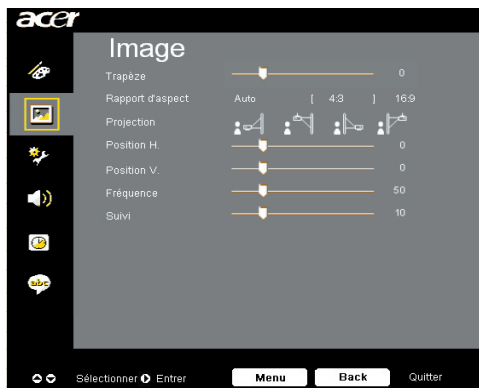 acer
Image
Trapèze 0
Rapport d'aspect Auto [ 4:3 ] 16:9
Projection
Position H. 0
Position V. 0
Fréquence 50
Suivi 10
abc
Sélectionner Entrer Menu Back Quitter